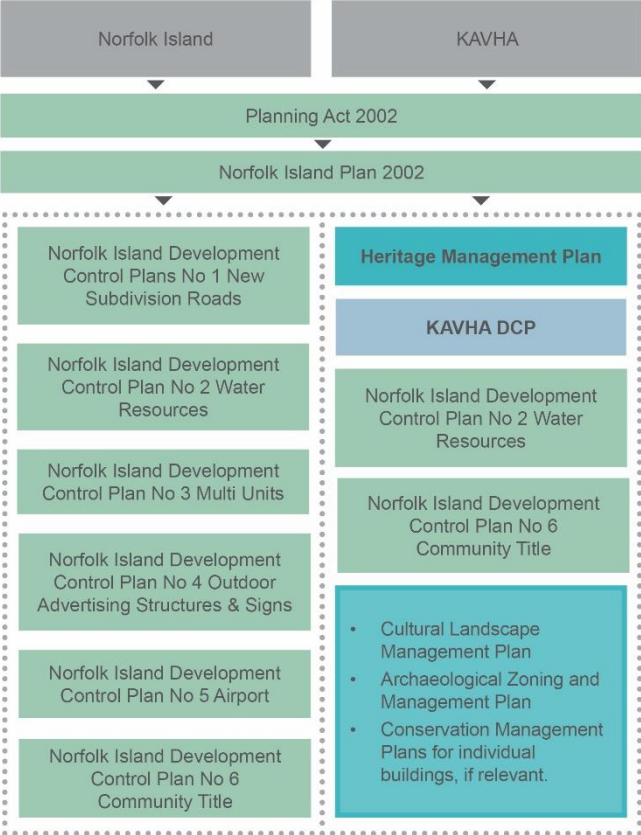 Norfolk Island
KAVHA
Planning Act 2002
Norfolk Island Plan 2002
Norfolk Island Development
Control Plans No 1 New
Subdivision Roads
Norfolk Island Development
Control Plan No 2 Water
Resources
Norfolk Island Development
Control Plan No 3 Multi Units
Norfolk Island Development
Control Plan No 4 Outdoor
Advertising Structures & Signs
Norfolk Island Development
Control Plan No 5 Airport
Norfolk Island Development
Control Plan No 6
Community Title
Heritage Management Plan
KAVHA DCP
Norfolk Island Development
Control Plan No 2 Water
Resources
Norfolk Island Development
Control Plan No 6
Community Title
• Cultural Landscape
Management Plan
• Archaeological Zoning and
Management Plan
• Conservation Management
Plans for individual
buildings, if relevant.